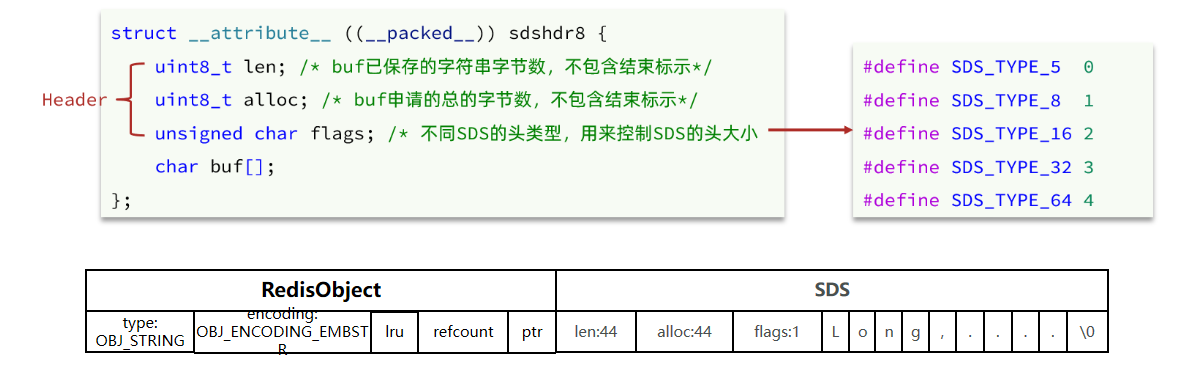 struct __attribute__ ((__packed__)) sdshdr8 {
uint8_t len; /* buf已保存的字符串字节数，不包含结束标示*/
Header
uint8_t alloc; /* buf申请的总的字节数，不包含结束标示*/
unsigned char flags; /* 不同SDS的头类型，用来控制SDS的头大小
char buf[];
};
#define SDS_TYPE_5 0
#define SDS_TYPE_8 1
#define SDS_TYPE_16 2
#define SDS_TYPE_32 3
#define SDS_TYPE_64 4
RedisObject SDS
type:
OBJ_STRING
encoding:
OBJ_ENCODING_EMBST
R
lru refcount ptr len:44 alloc:44 flags:1 L o n g , . . . . \0